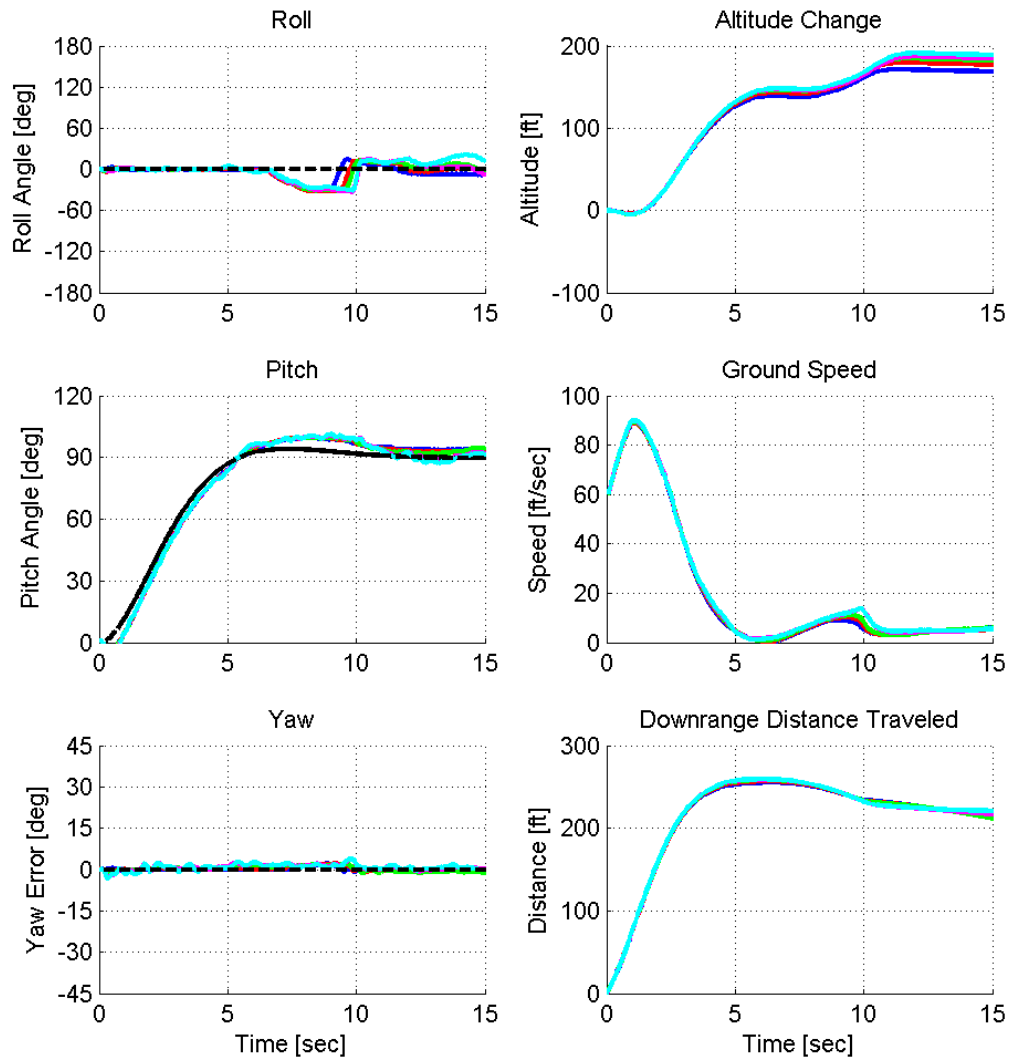 Roll
Roll Angle [deg]
180
120
60
0
-60
-120
-180
0 5 10 15
Altitude Change
Altitude [ft]
200
100
0
-100
0 5 10 15
Pitch
Pitch Angle [deg]
120
90
60
30
0
0 5 10 15
Ground Speed
Speed [ft/sec]
100
80
60
40
20
0
0 5 10 15
Yaw
Yaw Error [deg]
45
30
15
0
-15
-30
-45
0 5 10 15
Time [sec]
Downrange Distance Traveled
Distance [ft]
300
200
100
0
0 5 10 15
Time [sec]